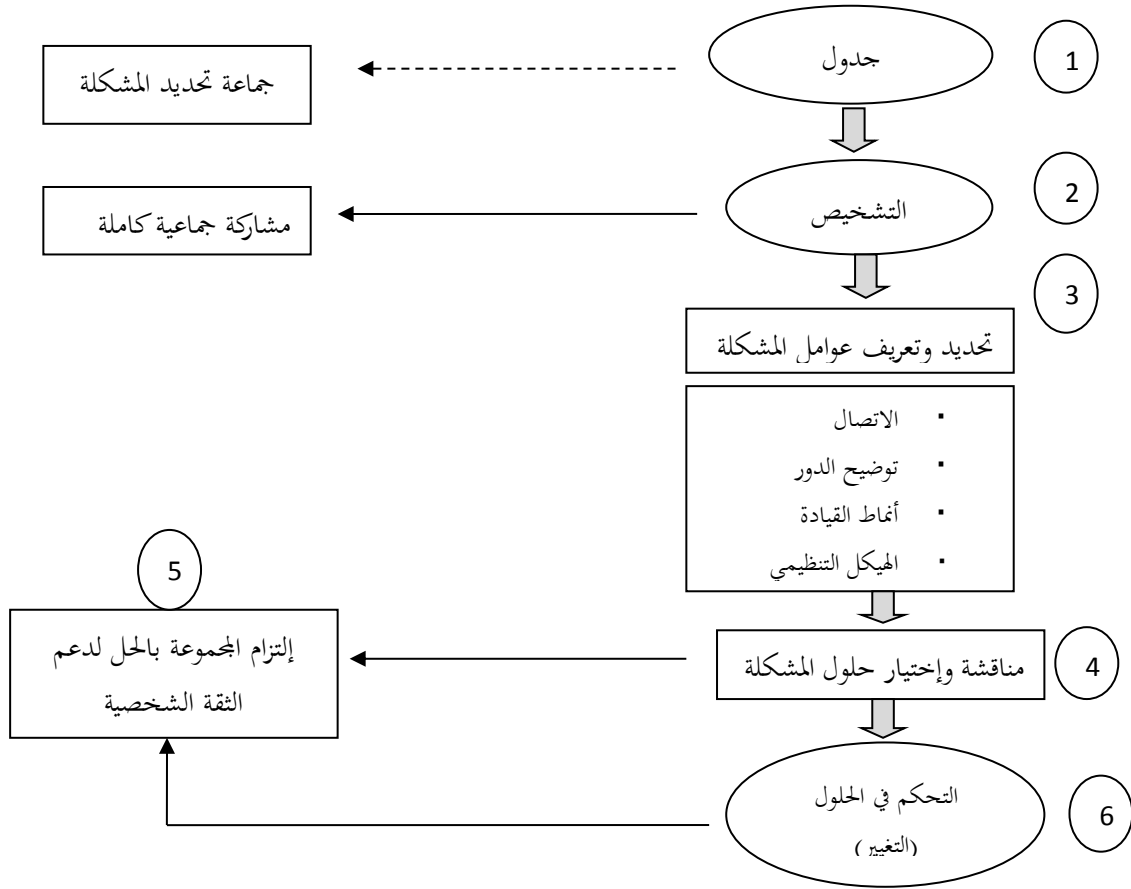 1
جدول
جماعة تحديد المشكلة
2
التشخيص
مشاركة جماعية كاملة
3
تحديد وتعريف عوامل المشكلة
▪ الاتصال
▪ توضيح الدور
▪ أنماط القيادة
▪ الهيكل التنظيمي
4
مناقشة وإختيار حلول المشكلة
5
إلتزام المجموعة بالحل لدعم
الثقة الشخصية
6
التحكم في الحلول
(التغيير)